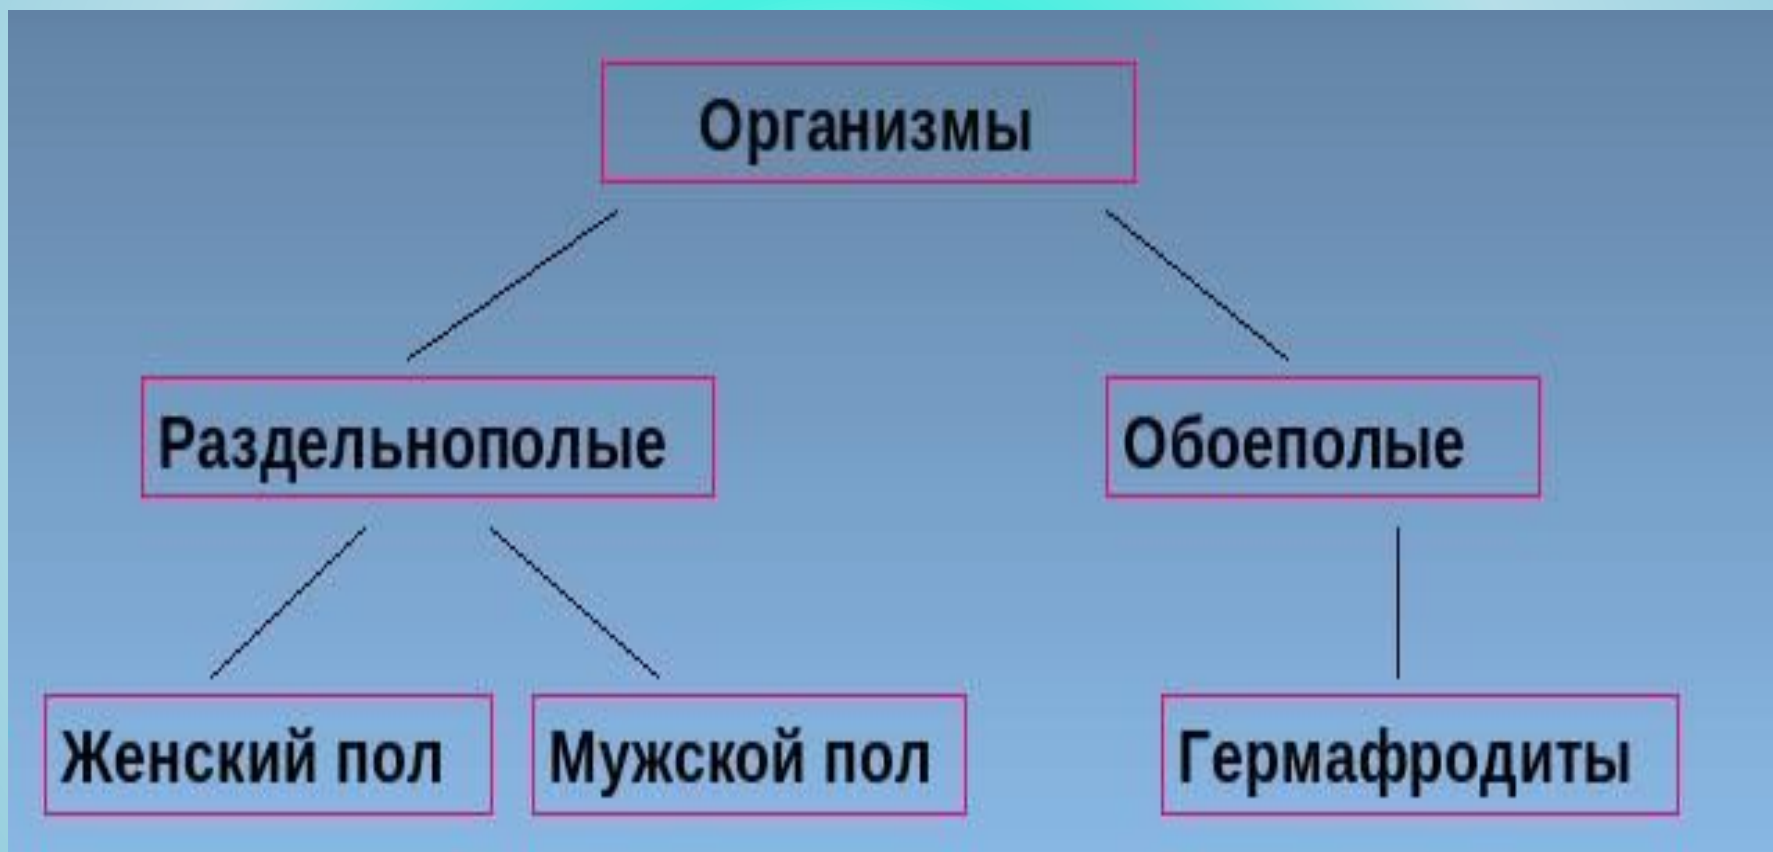 Организмы
Раздельнополые
Обоеполые
Женский пол
Мужской пол
Гермафродиты